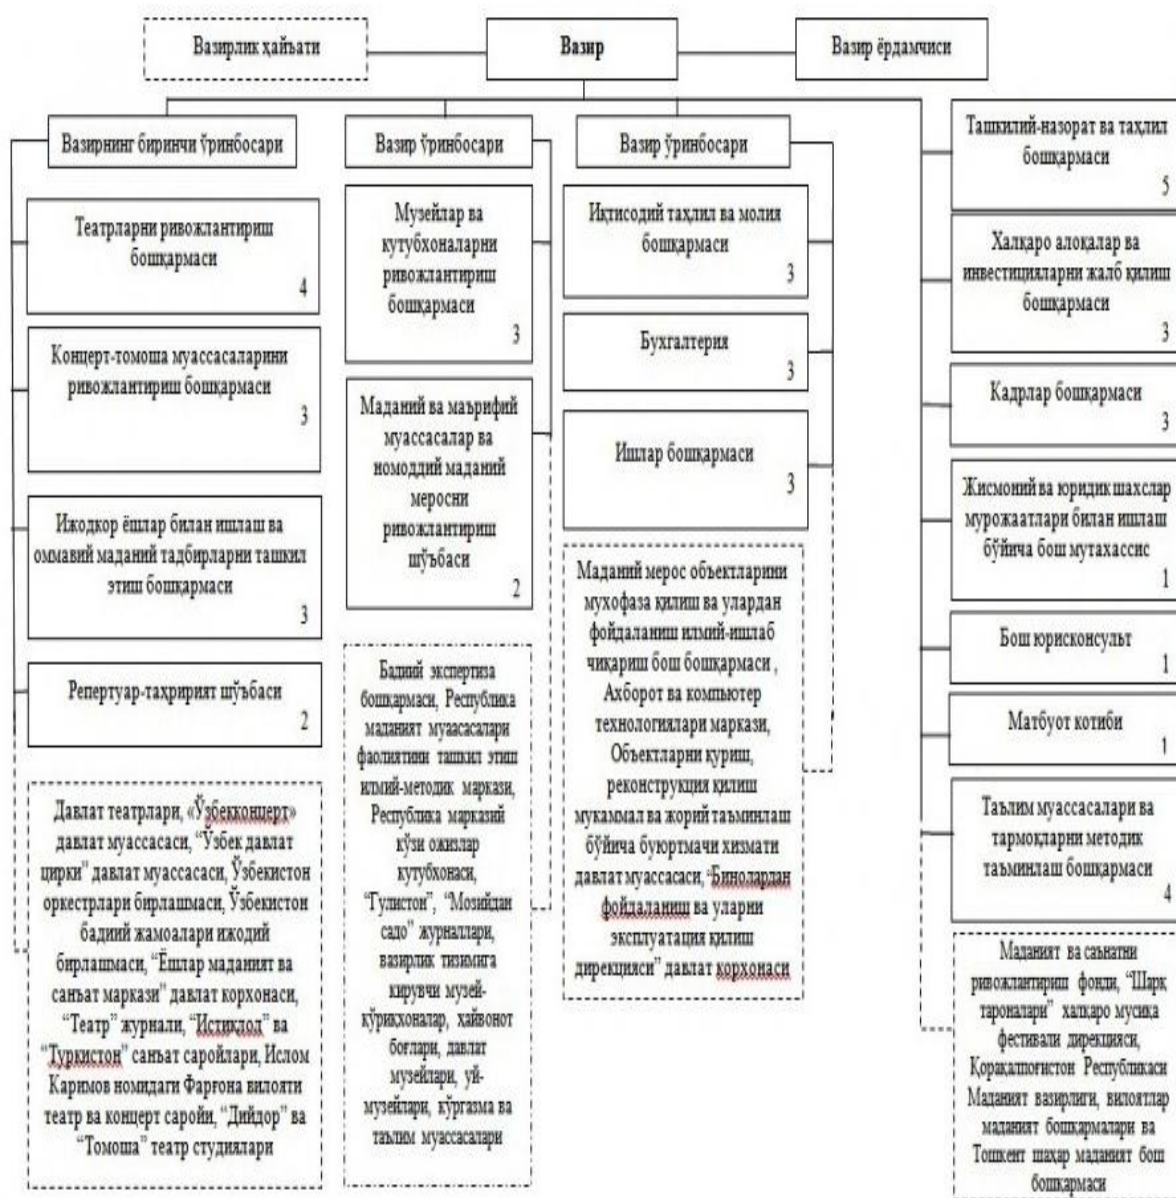 Вазирлик ҳайъати
Вазир
Вазир ёрдамчиси
Вазирнинг биринчи ўринбосари
Театрларни ривожлантириш
бошқармаси
4
Концерт-томоша муассасаларини
ривожлантириш бошқармаси
3
Ижодкор ёшлар билан ишлаш ва
оммавий маданий тадбирларни ташкил
этиш бошқармаси
3
Репертуар-таҳририят шўъбаси
2
Давлат театрлари, «Ўзбекконцерт»
давлат муассасаси, “Ўзбек давлат
цирки” давлат муассасаси, Ўзбекистон
оркестрлари бирлашмаси, Ўзбекистон
бадиий жамоалари ижодий
бирлашмаси, “Ёшлар маданият ва
санъат маркази” давлат корхонаси,
“Театр” журнали, “Истиқлол” ва
“Туркистон” санъат саройлари, Ислом
Каримов номидаги Фарғона вилояти
театр ва концерт саройи, “Дийдор” ва
“Томоша” театр студиялари
Вазир ўринбосари
Музейлар ва
кутубхоналарни
ривожлантириш
бошқармаси
3
Маданий ва маърифий
муассасалар ва
номоддий маданий
меросни
ривожлантириш
шўъбаси
2
Бадиий экспертиза
бошқармаси, Республика
маданият муаасасалари
фаолиятини ташкил этиш
илмий-методик маркази,
Республика марказий
кўзи ожизлар
кутубхонаси,
“Гулистон”, “Мозийдан
садо” журналлари,
вазирлик тизимига
кирувчи музей-
қўриқхоналар, ҳайвонот
боғлари, давлат
музейлари, уй-
музейлари, кўргазма ва
таълим муассасалари
Вазир ўринбосари
Иқтисодий таҳлил ва молия
бошқармаси
3
Бухгалтерия
3
Ишлар бошқармаси
3
Маданий мерос объектларини
мухофаза қилиш ва улардан
фойдаланиш илмий-ишлаб
чиқариш бош бошқармаси ,
Ахборот ва компьютер
технологиялари маркази,
Объектларни қуриш,
реконструкция қилиш
мукаммал ва жорий таъминлаш
бўйича буюртмачи хизмати
давлат муассасаси, “Бинолардан
фойдаланиш ва уларни
эксплуатация қилиш
дирекцияси” давлат корхонаси
Ташкилий-назорат ва таҳлил
бошқармаси
5
Халқаро алоқалар ва
инвестицияларни жалб қилиш
бошқармаси
3
Кадрлар бошқармаси
3
Жисмоний ва юридик шахслар
мурожаатлари билан ишлаш
бўйича бош мутахассис
1
Бош юрисконсульт
1
Матбуот котиби
1
Таълим муассасалари ва
тармоқларни методик
таъминлаш бошқармаси
4
Маданият ва саънатни
ривожлантириш фонди, “Шарқ
тароналари” халқаро мусиқа
фестивали дирекцияси,
Қорақалпоғистон Республикаси
Маданият вазирлиги, вилоятлар
маданият бошқармалари ва
Тошкент шаҳар маданият бош
бошқармаси